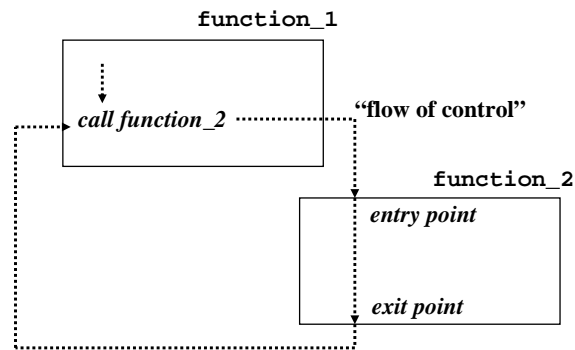 function_1
call function_2
“flow of control”
function_2
entry point
exit point